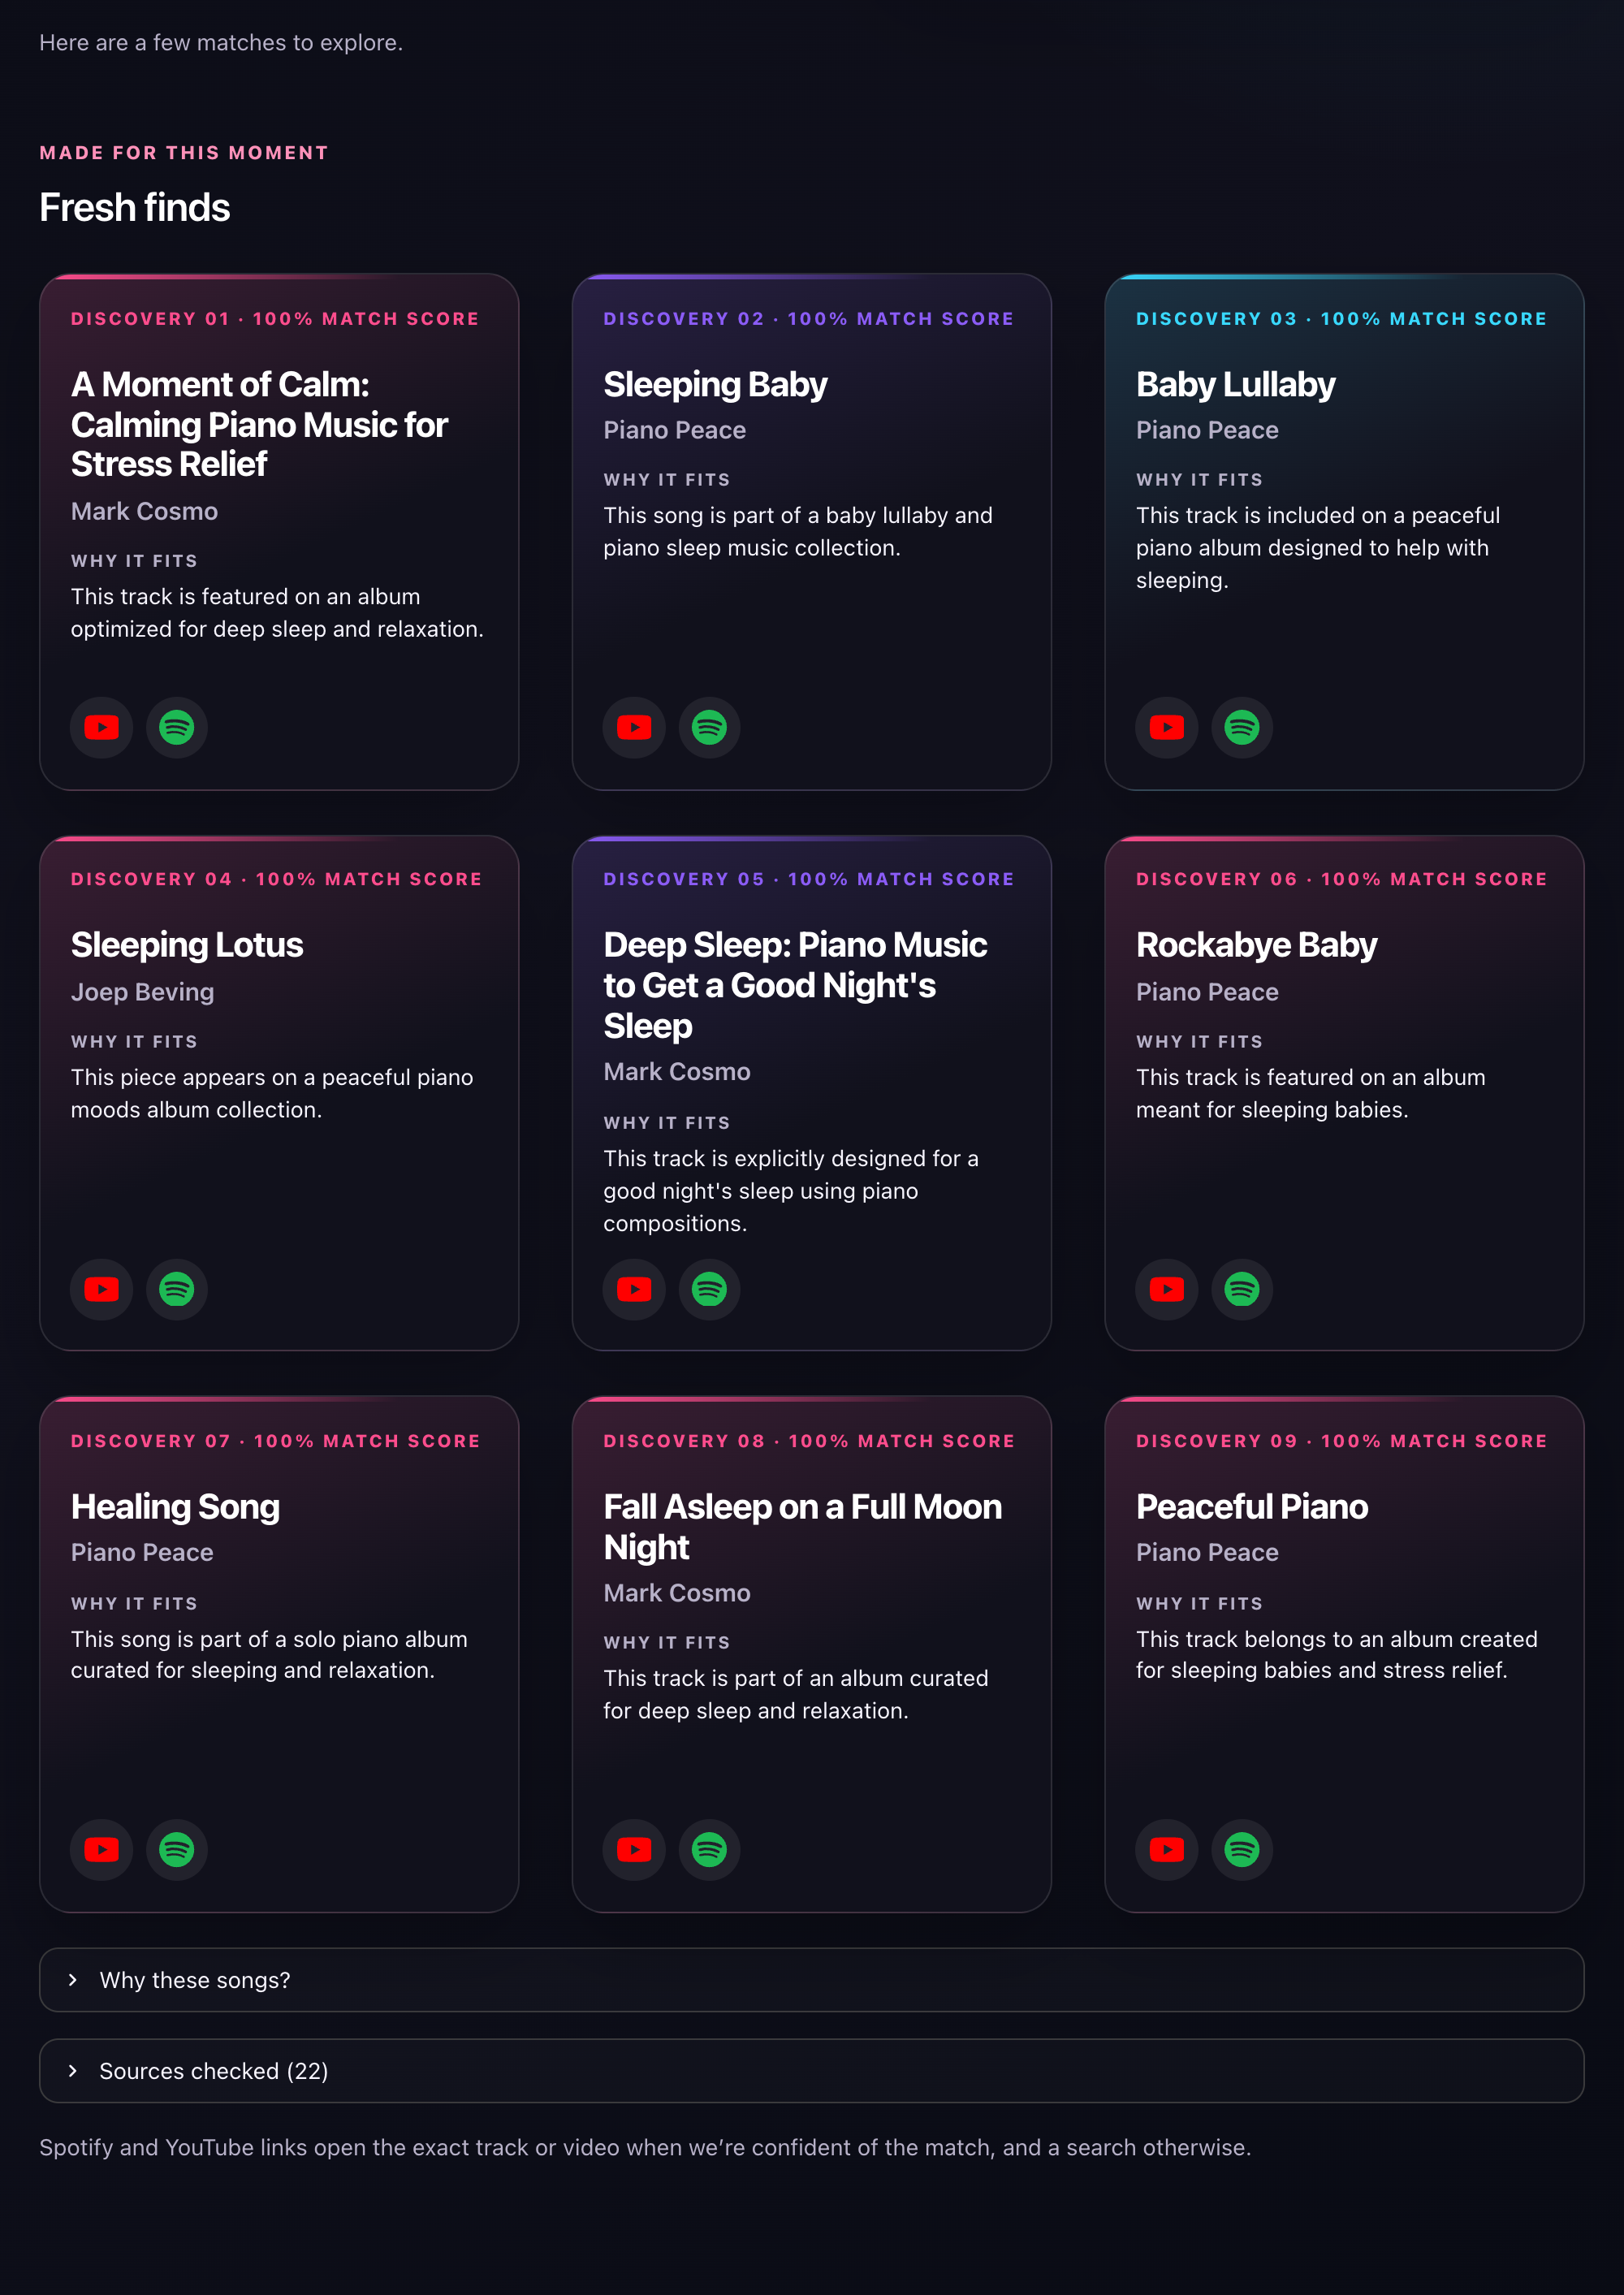 Here are a few matches to explore.
MADE FOR THIS MOMENT
Fresh finds
DISCOVERY 01 · 100% MATCH SCORE
A Moment of Calm:
Calming Piano Music for
Stress Relief
Mark Cosmo
WHY IT FITS
This track is featured on an album
optimized for deep sleep and relaxation.
DISCOVERY 02 · 100% MATCH SCORE
Sleeping Baby
Piano Peace
WHY IT FITS
This song is part of a baby lullaby and
piano sleep music collection.
DISCOVERY 03 · 100% MATCH SCORE
Baby Lullaby
Piano Peace
WHY IT FITS
This track is included on a peaceful
piano album designed to help with
sleeping.
DISCOVERY 04 · 100% MATCH SCORE
Sleeping Lotus
Joep Beving
WHY IT FITS
This piece appears on a peaceful piano
moods album collection.
DISCOVERY 05 · 100% MATCH SCORE
Deep Sleep: Piano Music
to Get a Good Night's
Sleep
Mark Cosmo
WHY IT FITS
This track is explicitly designed for a
good night's sleep using piano
compositions.
DISCOVERY 06 · 100% MATCH SCORE
Rockabye Baby
Piano Peace
WHY IT FITS
This track is featured on an album
meant for sleeping babies.
DISCOVERY 07 · 100% MATCH SCORE
Healing Song
Piano Peace
WHY IT FITS
This song is part of a solo piano album
curated for sleeping and relaxation.
DISCOVERY 08 · 100% MATCH SCORE
Fall Asleep on a Full Moon
Night
Mark Cosmo
WHY IT FITS
This track is part of an album curated
for deep sleep and relaxation.
DISCOVERY 09 · 100% MATCH SCORE
Peaceful Piano
Piano Peace
WHY IT FITS
This track belongs to an album created
for sleeping babies and stress relief.
Why these songs?
Sources checked (22)
Spotify and YouTube links open the exact track or video when we’re confident of the match, and a search otherwise.